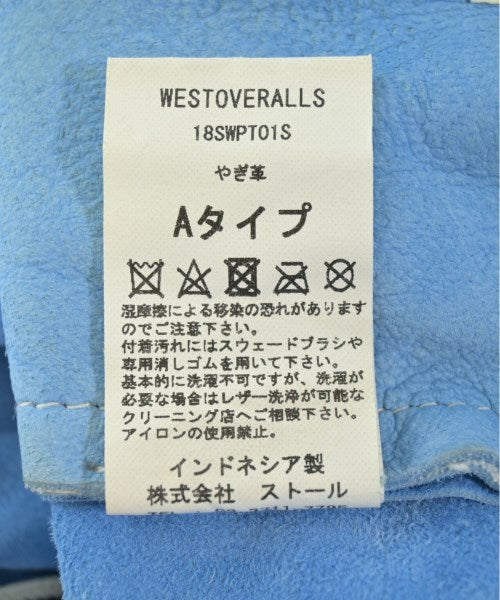 WESTOVERALLS
18SWPT01S
やぎ革
Aタイプ
湿摩擦による移染の恐れがあります
のでご注意下さい。
付着汚れにはスウェードブラシや
専用消しゴムを用いて下さい。
基本的に洗濯不可ですが、洗濯が
必要な場合はレザー洗浄が可能な
クリーニング店へご相談下さい。
アイロンの使用禁止。
インドネシア製
株式会社 ストール